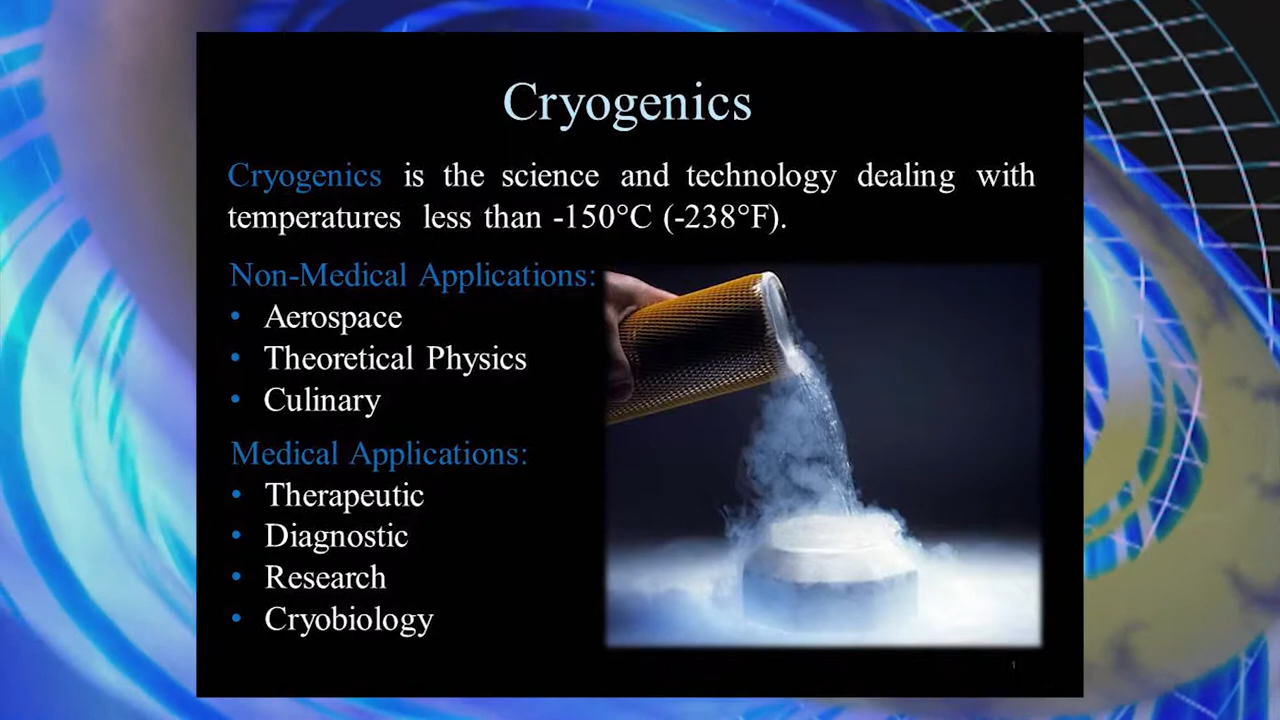 Cryogenics
Cryogenics is the science and technology dealing with
temperatures less than -150°C (-238°F).
Non-Medical Applications:
• Aerospace
• Theoretical Physics
• Culinary
Medical Applications:
• Therapeutic
• Diagnostic
• Research
• Cryobiology
1